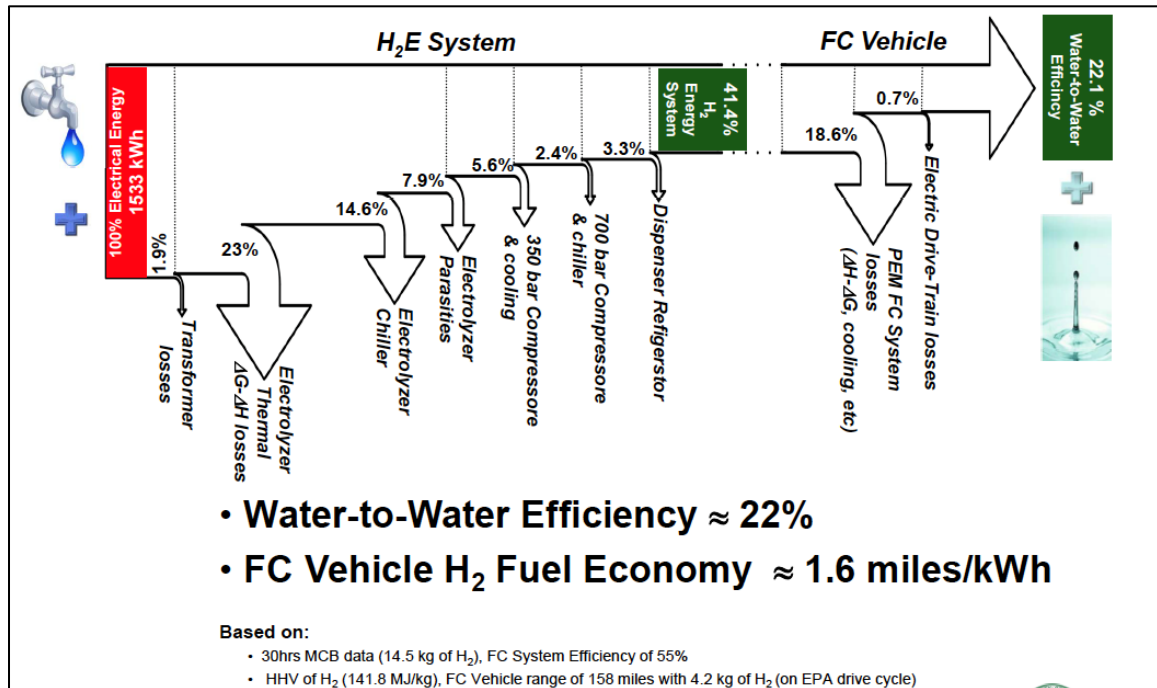 H2E System
FC Vehicle
100% Electrical Energy
1533 kWh
1.9%
Transformer
losses
23%
Electrolyzer
Thermal
ΔG-ΔH losses
14.6%
Electrolyzer
Chiller
7.9%
Electrolyzer
Parasities
5.6%
350 bar Compressore
& cooling
2.4%
700 bar Compressore
& chiller
3.3%
Dispenser Refigerstor
41.4%
H2
Energy
System
18.6%
PEM FC System
losses
(ΔH-ΔG, cooling, etc)
0.7%
Electric Drive-Train losses
22.1 %
Water-to-Water
Efficincy
• Water-to-Water Efficiency ≈ 22%
• FC Vehicle H2 Fuel Economy ≈ 1.6 miles/kWh
Based on:
• 30hrs MCB data (14.5 kg of H2), FC System Efficiency of 55%
• HHV of H2 (141.8 MJ/kg), FC Vehicle range of 158 miles with 4.2 kg of H2 (on EPA drive cycle)